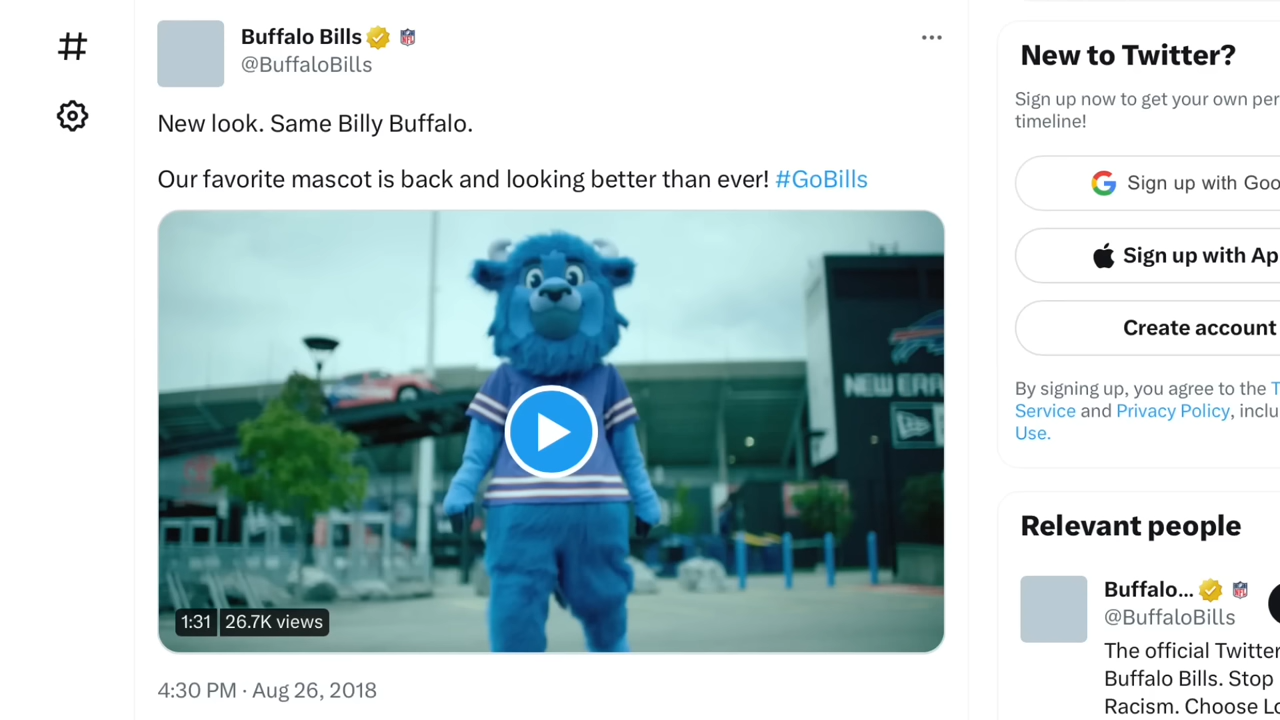 Buffalo Bills
@BuffaloBills
New look. Same Billy Buffalo.
Our favorite mascot is back and looking better than ever! #GoBills
NEW ERA
1:31 26.7K views
4:30 PM · Aug 26, 2018
New to Twitter?
Sign up now to get your own per
timeline!
Sign up with Goo
Sign up with Ap
Create account
By signing up, you agree to the T
Service and Privacy Policy, inclu
Use.
Relevant people
Buffalo...
@BuffaloBills
The official Twitter
Buffalo Bills. Stop
Racism. Choose Lo